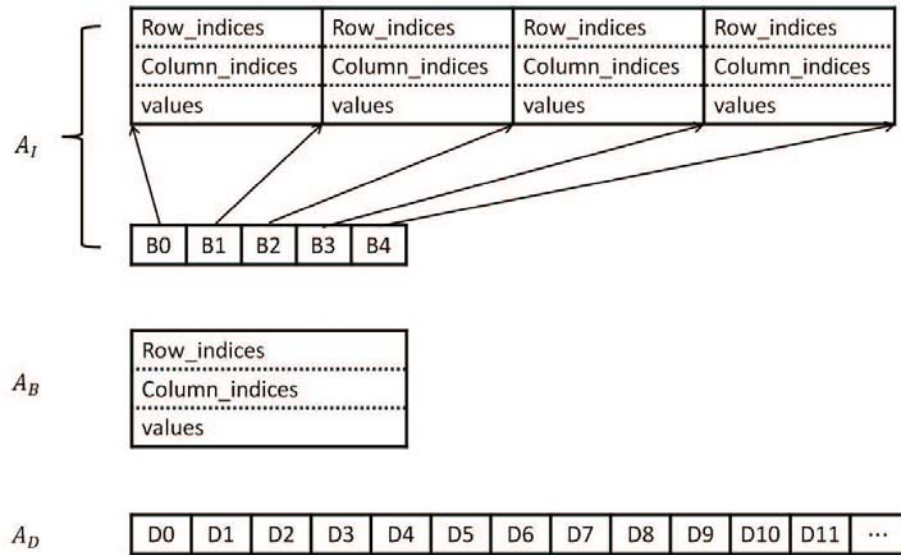 Row_indices Row_indices Row_indices Row_indices
Column_indices Column_indices Column_indices Column_indices
values values values values
A_I
B0 B1 B2 B3 B4
Row_indices
A_B
Column_indices
values
A_D D0 D1 D2 D3 D4 D5 D6 D7 D8 D9 D10 D11 ...